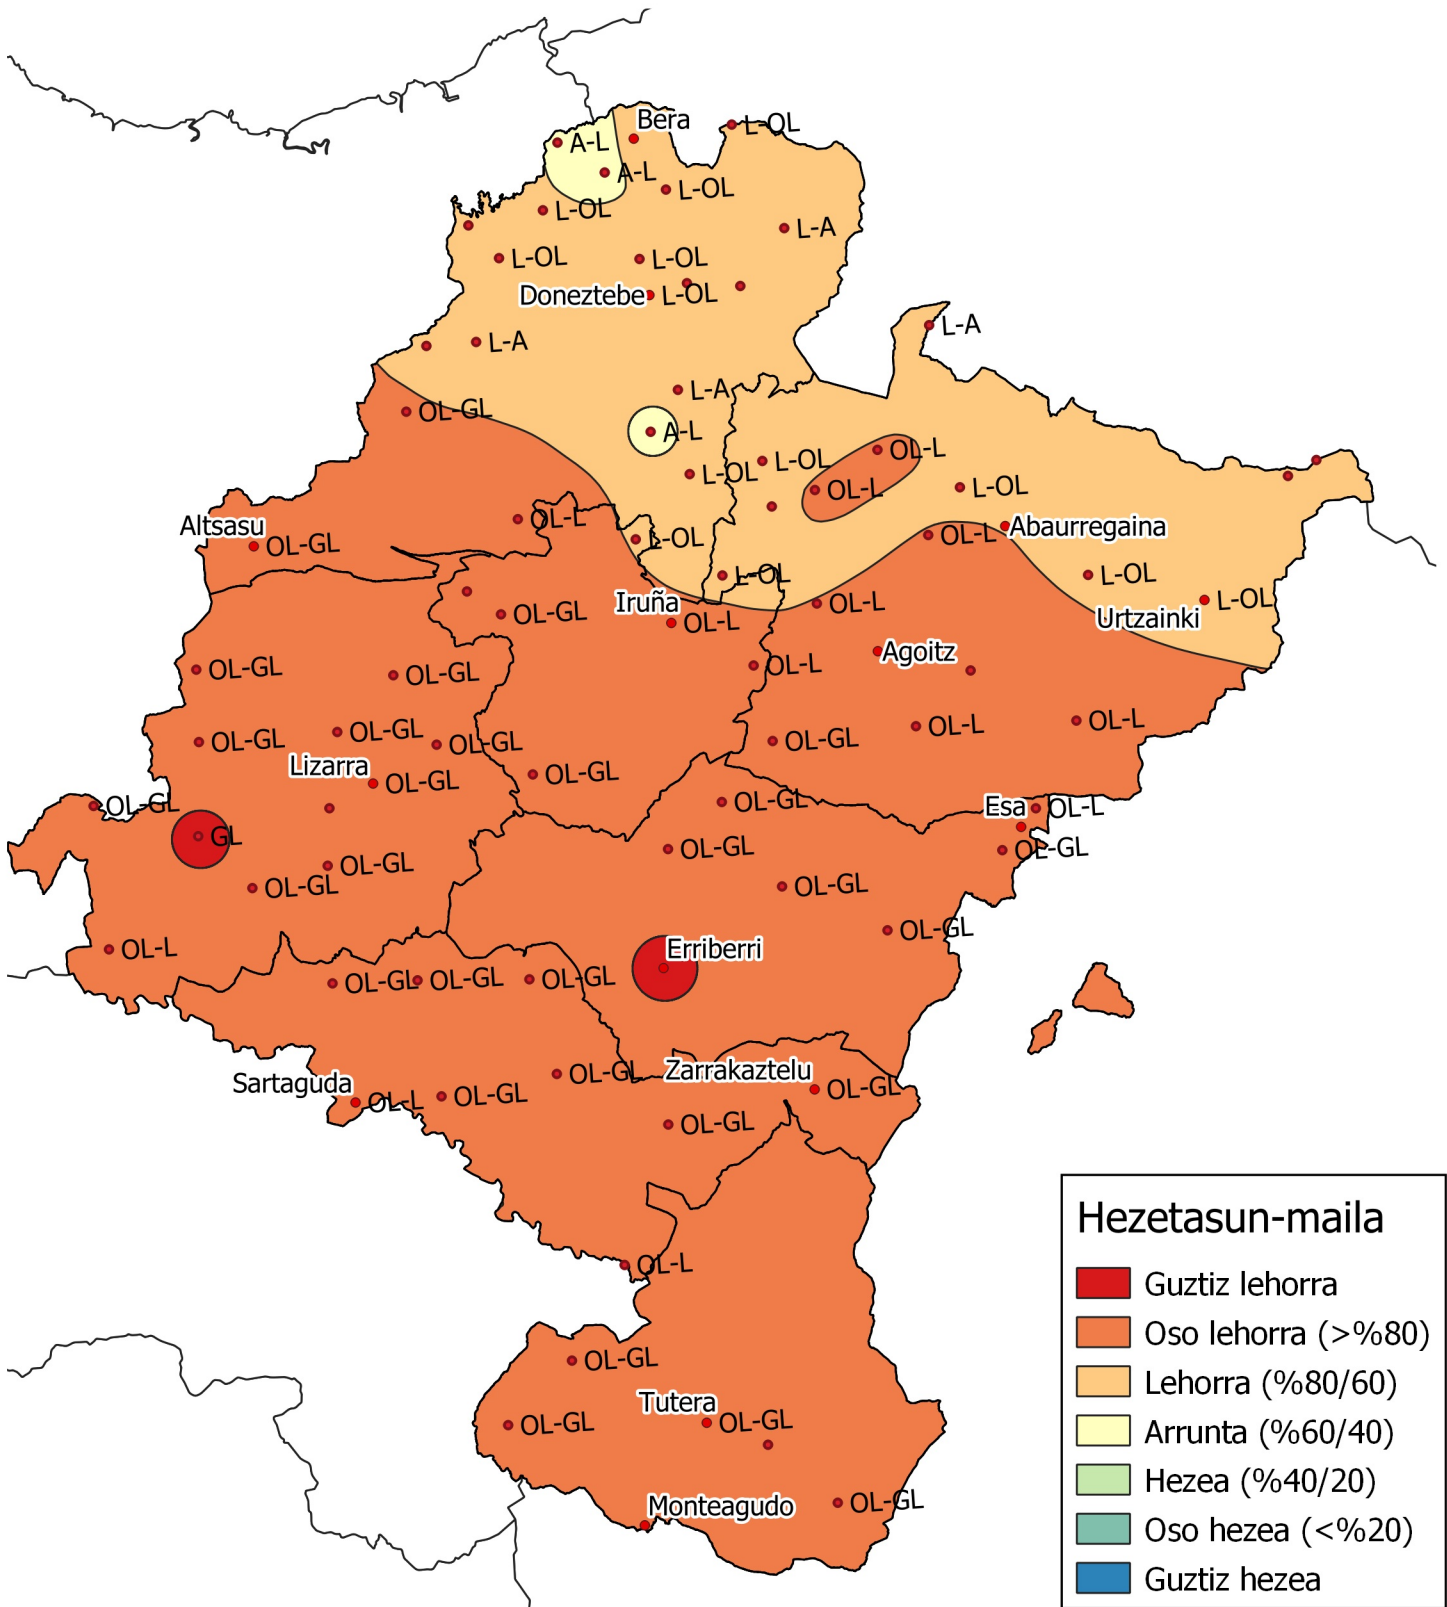 Bera
L-OL
A-L
A-L
L-OL
L-OL
L-A
L-OL
L-OL
Doneztebe
L-OL
L-A
L-A
L-A
OL-GL
A-L
OL-L
L-OL
L-OL
OL-L
L-OL
Altsasu
OL-L
Abaurregaina
OL-GL
L-OL
OL-L
L-OL
L-OL
L-OL
Iruña
OL-L
Urtzainki
OL-GL
OL-L
Agoitz
OL-GL
OL-GL
OL-L
OL-GL
OL-GL
OL-GL
OL-GL
OL-L
OL-L
Lizarra
OL-GL
OL-GL
OL-GL
OL-GL
Esa
OL-L
GL
OL-GL
OL-GL
OL-GL
OL-GL
OL-GL
OL-GL
OL-L
Erriberri
OL-GL
OL-GL
OL-GL
Sartaguda
OL-L
OL-GL
OL-GL
Zarrakaztelu
OL-GL
OL-GL
OL-L
OL-GL
Tutera
OL-GL
OL-GL
Monteagudo
OL-GL
Hezetasun-maila
Guztiz lehorra
Oso lehorra (>%80)
Lehorra (%80/60)
Arrunta (%60/40)
Hezea (%40/20)
Oso hezea (<%20)
Guztiz hezea